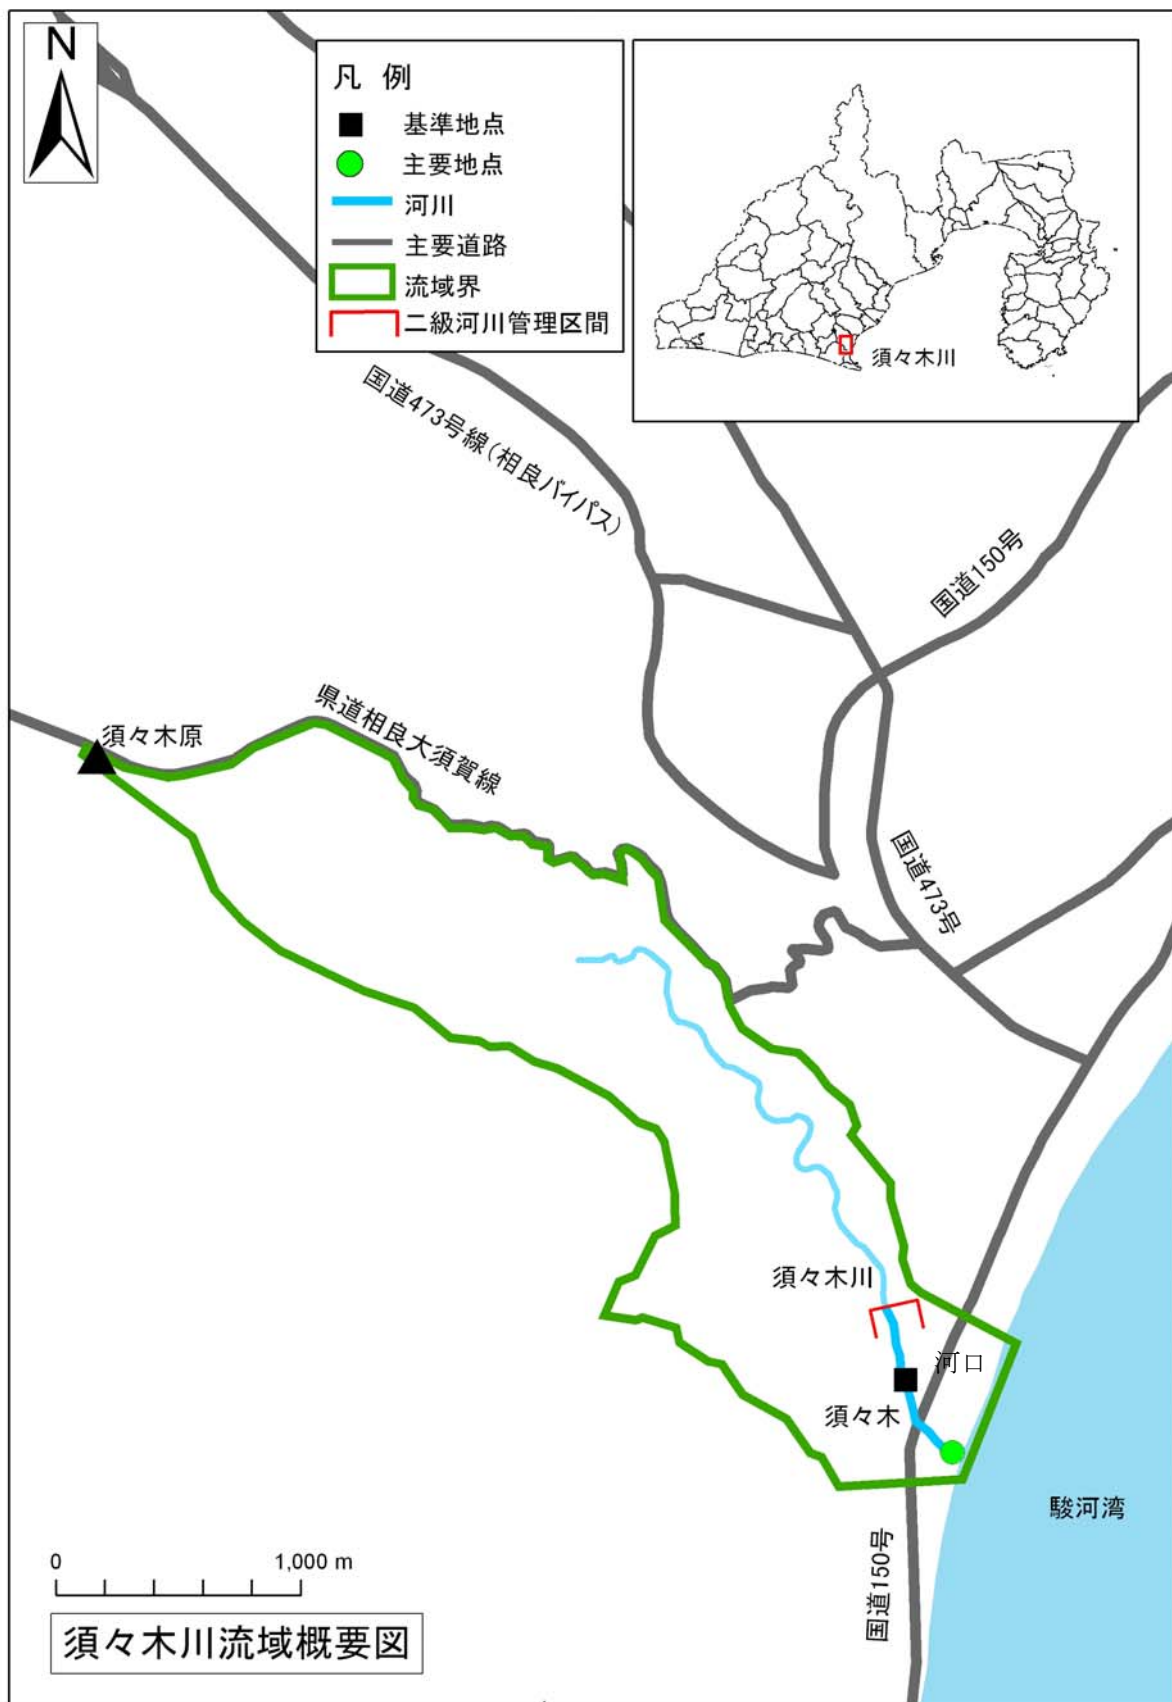 N
凡 例
基準地点
主要地点
河川
主要道路
流域界
二級河川管理区間
須々木川
国道473号線(相良バイパス)
国道150号
県道相良大須賀線
須々木原
国道473号
須々木川
河口
須々木
駿河湾
国道150号
0 1,000 m
須々木川流域概要図